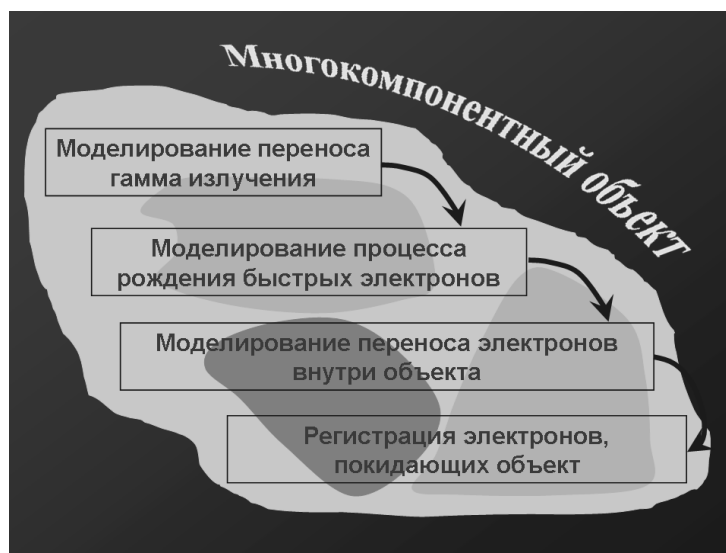 Многокомпонентный объект
Моделирование переноса
гамма излучения
Моделирование процесса
рождения быстрых электронов
Моделирование переноса электронов
внутри объекта
Регистрация электронов,
покидающих объект